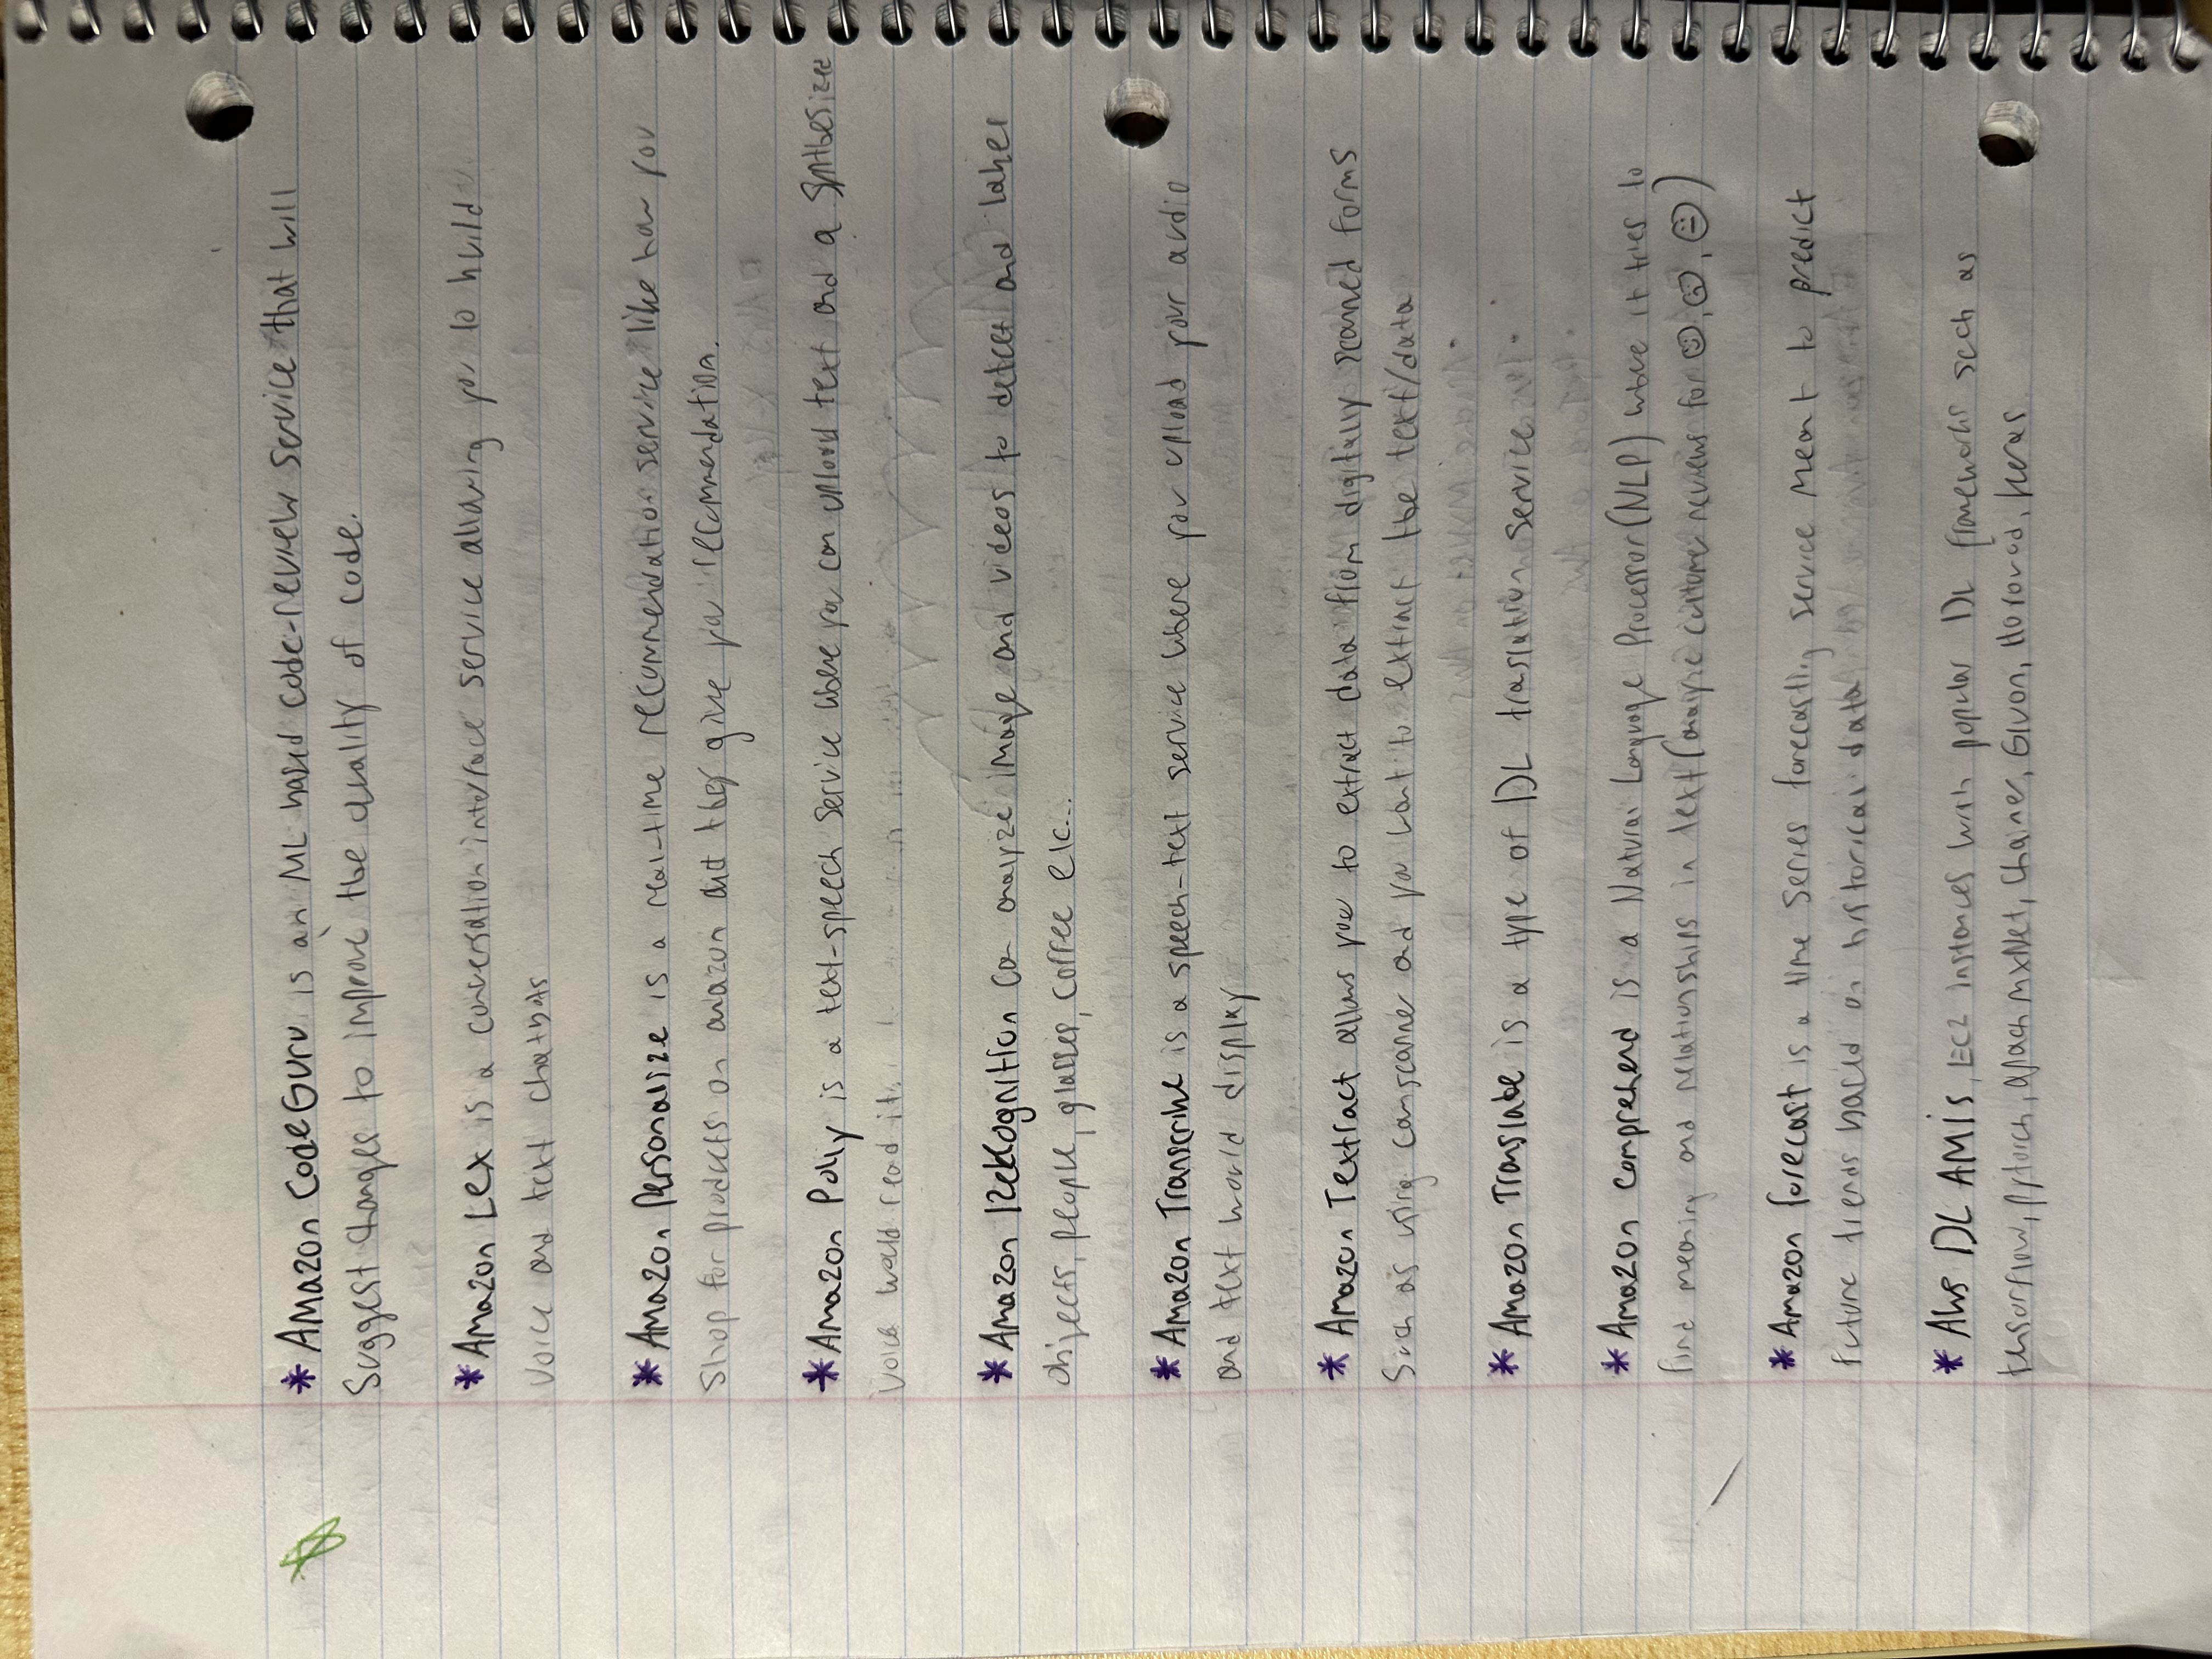 * Amazon CodeGuru is an ML based code-review service that will
suggest changes to improve the quality of code.
* Amazon Lex is a conversation interface service allowing you to build
voice and text chatbots
* Amazon Personalize is a real-time recommendation service like how you
shop for products on amazon and they give you recommendation.
* Amazon Polly is a text-speech service where you can upload text and a synthesized
voice would read it.
* Amazon Rekognition can analyze image and videos to detect and label
objects, people, glasses, coffee etc...
* Amazon Transcribe is a speech-text service where you upload your audio
and text would display
* Amazon Textract allows you to extract data from digitally scanned forms
Such as using camscanner and you want to extract the text/data
* Amazon Translate is a type of DL traslation service
* Amazon comprehend is a Natural Language Processor (NLP) where it tries to
find meaning and relationships in text (analyze customer reviews for ☺, ☹, 😐)
* Amazon forecast is a time series forecasting service meant to predict
future trends based on historical data
* AWS DL AMIs, EC2 instances with popular DL frameworks such as
tensorflow, pytorch, apach mxNet, Chainer, Gluon, Horovod, Keras